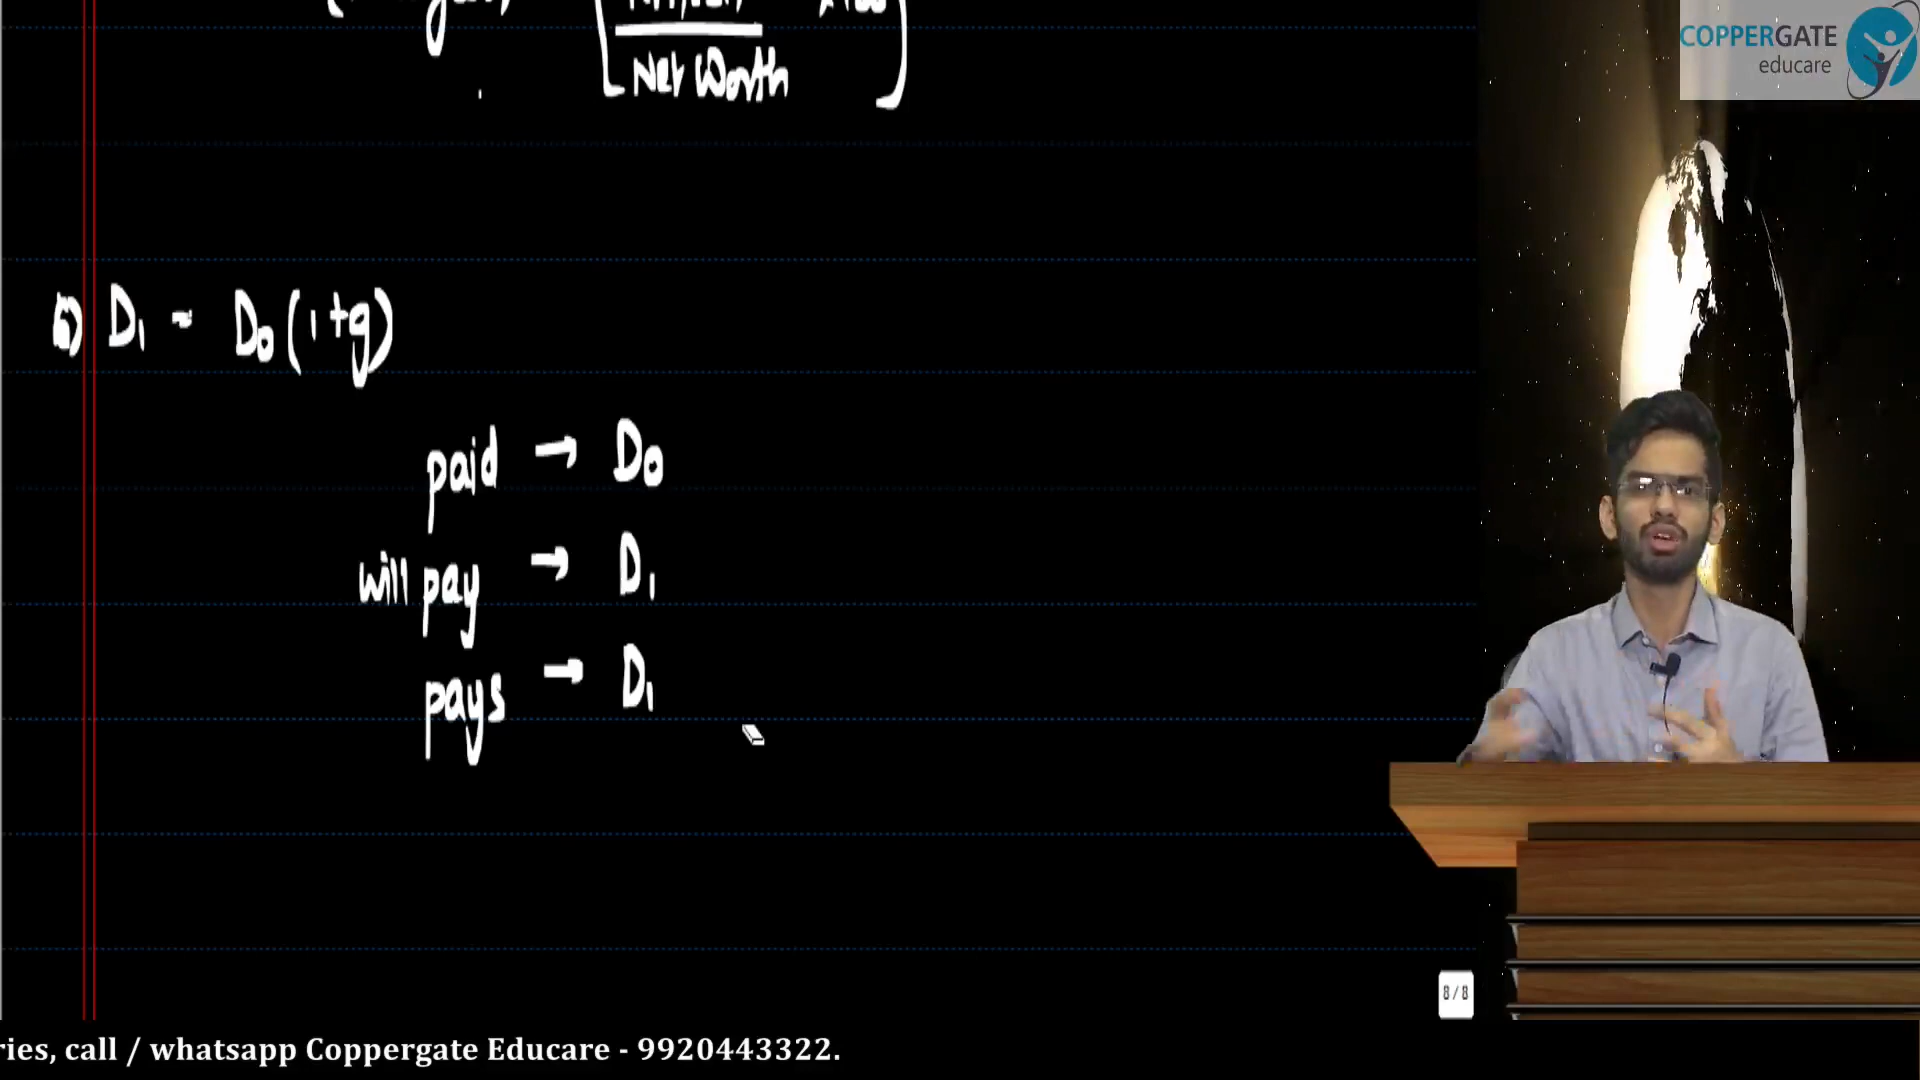 Net Worth
COPPERGATE
educare
D₁ = D₀ (1+g)
paid → D₀
will pay → D₁
pays → D₁
8/8
ries, call / whatsapp Coppergate Educare - 9920443322.